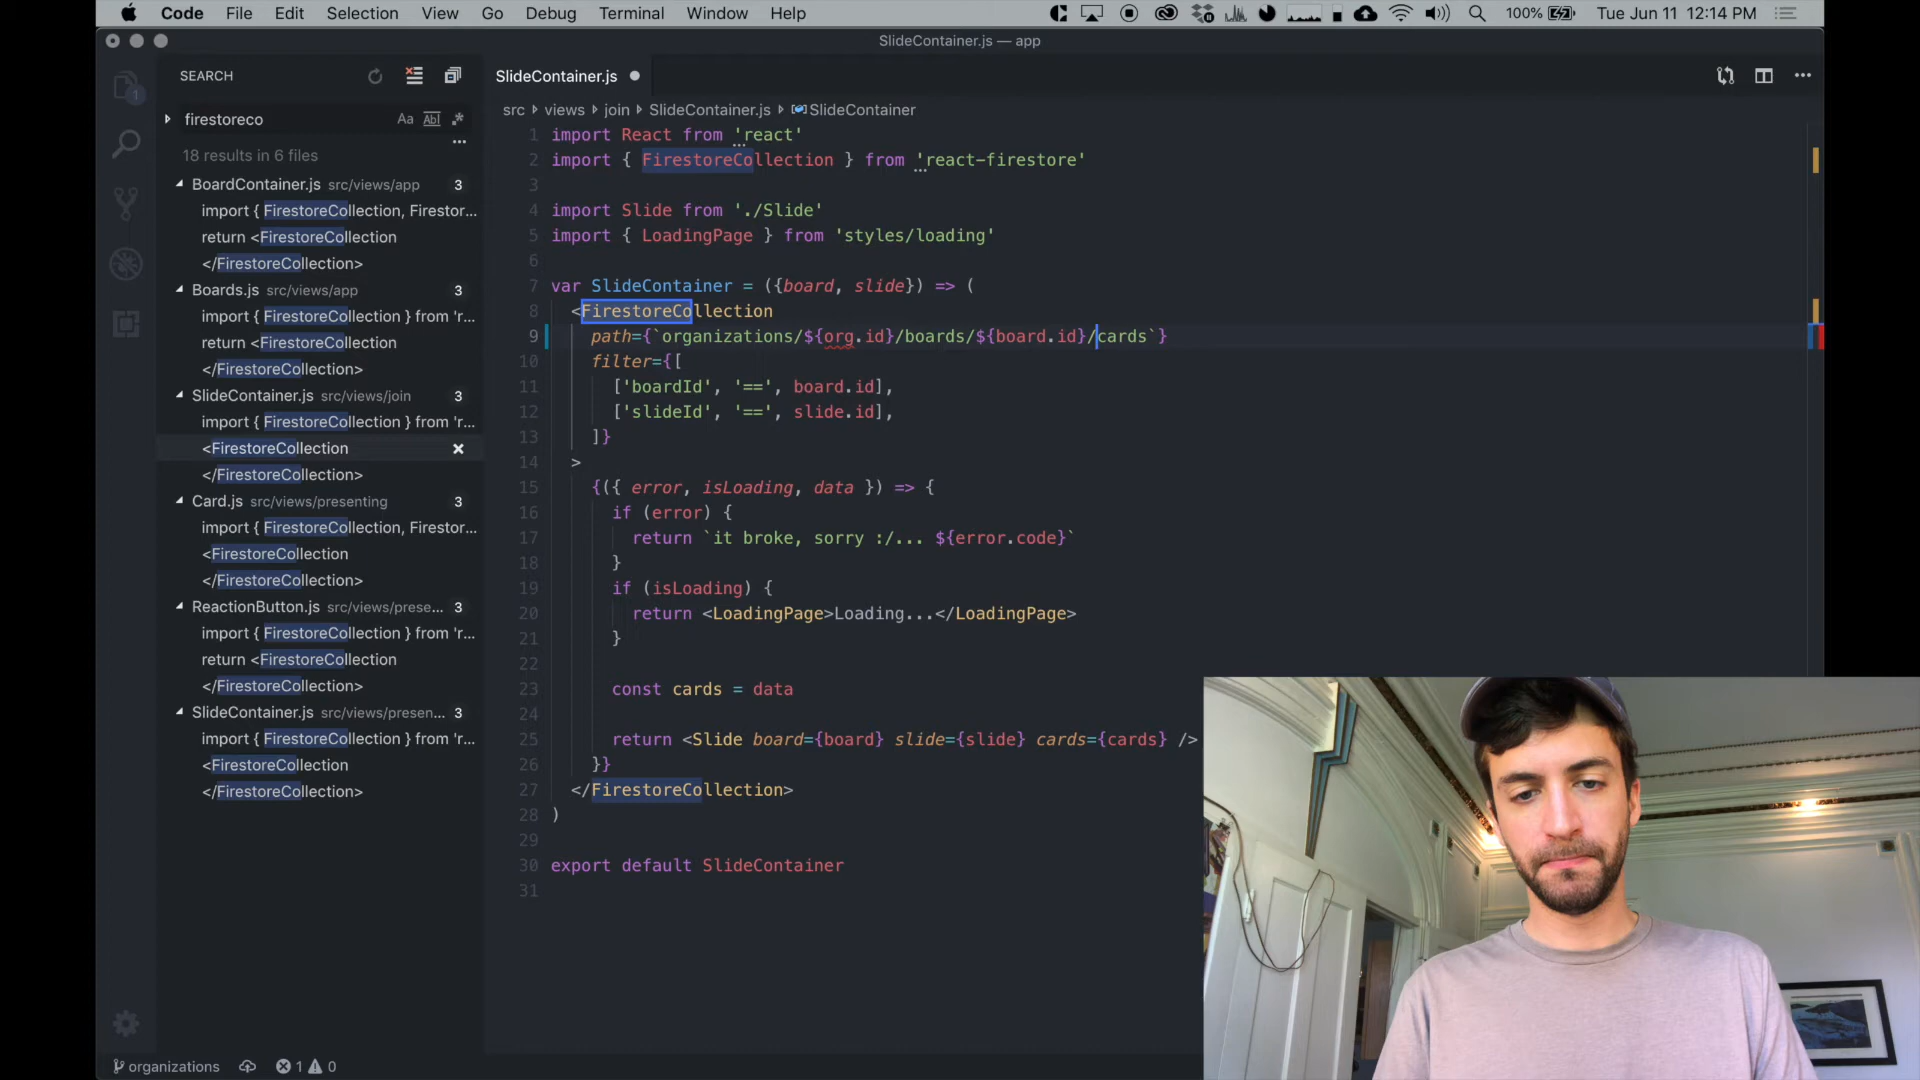 Code File Edit Selection View Go Debug Terminal Window Help 100% Tue Jun 11 12:14 PM
SlideContainer.js — app
SEARCH
SlideContainer.js
firestoreco Aa Abl .*
src views join SlideContainer.js SlideContainer
18 results in 6 files
BoardContainer.js src/views/app 3
import { FirestoreCollection, Firestor...
return <FirestoreCollection
</FirestoreCollection>
Boards.js src/views/app 3
import { FirestoreCollection } from 'r...
return <FirestoreCollection
</FirestoreCollection>
SlideContainer.js src/views/join 3
import { FirestoreCollection } from 'r...
<FirestoreCollection
</FirestoreCollection>
Card.js src/views/presenting 3
import { FirestoreCollection, Firestor...
<FirestoreCollection
</FirestoreCollection>
ReactionButton.js src/views/prese... 3
import { FirestoreCollection } from 'r...
return <FirestoreCollection
</FirestoreCollection>
SlideContainer.js src/views/presen... 3
import { FirestoreCollection } from 'r...
<FirestoreCollection
</FirestoreCollection>
1 import React from 'react'
2 import { FirestoreCollection } from 'react-firestore'
3
4 import Slide from './Slide'
5 import { LoadingPage } from 'styles/loading'
6
7 var SlideContainer = ({board, slide}) => (
8 <FirestoreCollection
9 path={`organizations/${org.id}/boards/${board.id}/cards`}
10 filter={[
11 ['boardId', '==', board.id],
12 ['slideId', '==', slide.id],
13 ]}
14 >
15 {({ error, isLoading, data }) => {
16 if (error) {
17 return `it broke, sorry :/... ${error.code}`
18 }
19 if (isLoading) {
20 return <LoadingPage>Loading...</LoadingPage>
21 }
22
23 const cards = data
24
25 return <Slide board={board} slide={slide} cards={cards} />
26 }}
27 </FirestoreCollection>
28 )
29
30 export default SlideContainer
31
1
organizations 1 0